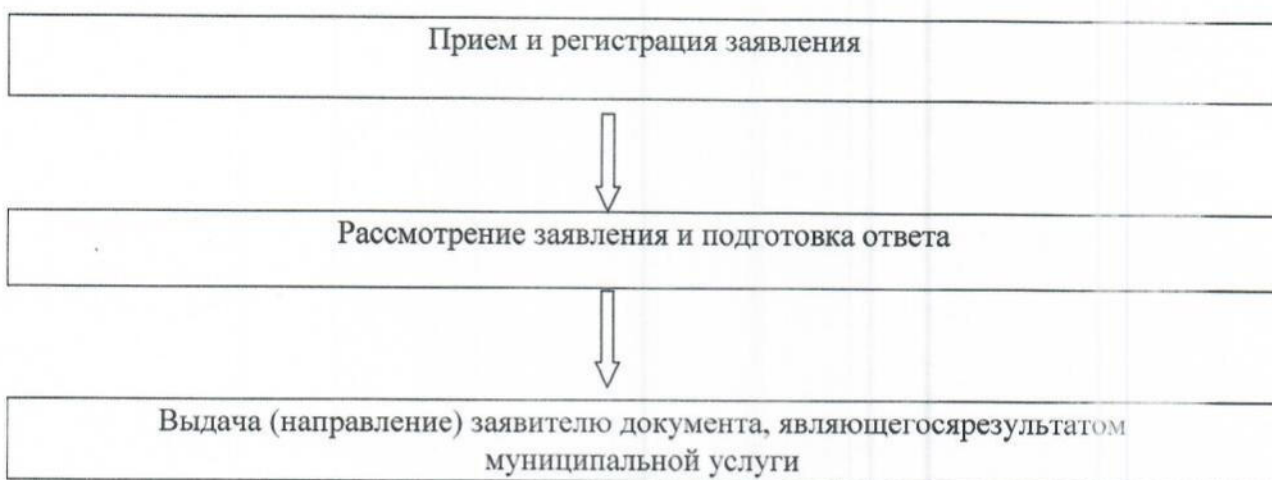 Прием и регистрация заявления
Рассмотрение заявления и подготовка ответа
Выдача (направление) заявителю документа, являющегосярезультатом
муниципальной услуги